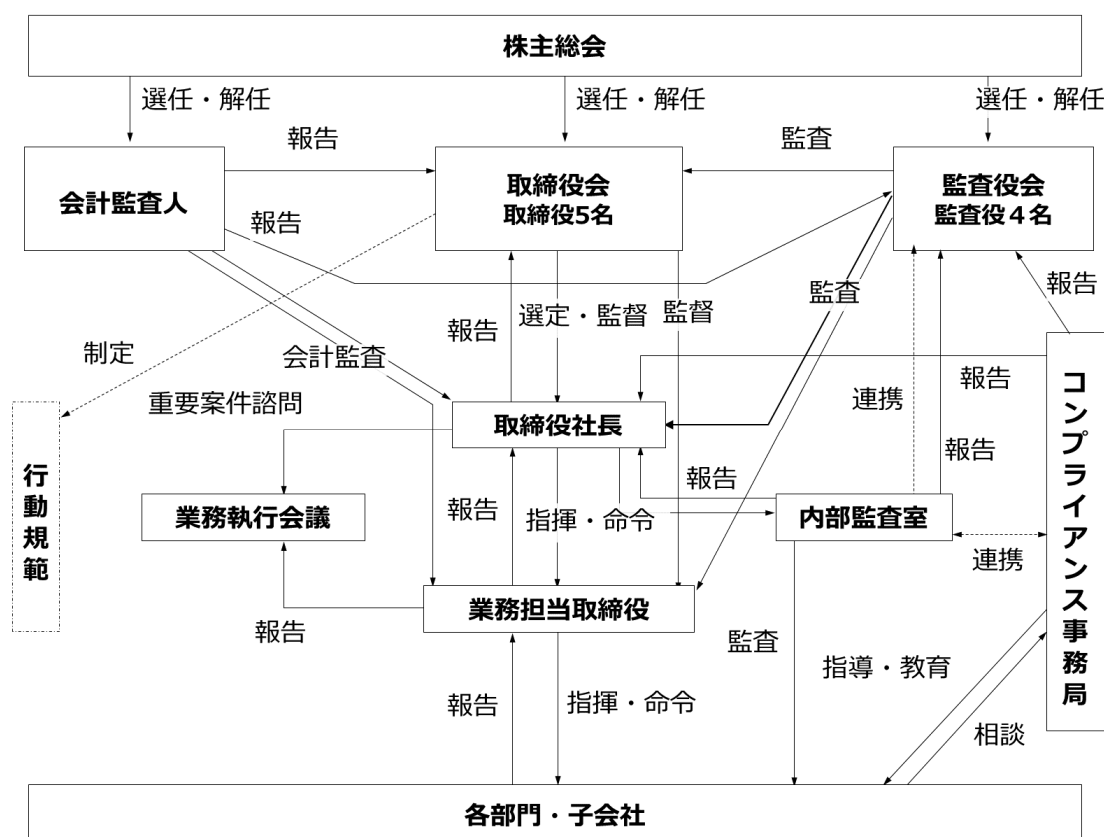 株主総会
選任・解任
選任・解任
選任・解任
会計監査人
報告
取締役会
取締役5名
監査
監査役会
監査役４名
報告
報告
選定・監督
監督
監査
報告
制定
会計監査
重要案件諮問
連携
報告
報告
コンプライアンス事務局
行動規範
取締役社長
業務執行会議
報告
指揮・命令
報告
内部監査室
連携
業務担当取締役
報告
監査
指導・教育
報告
指揮・命令
相談
各部門・子会社